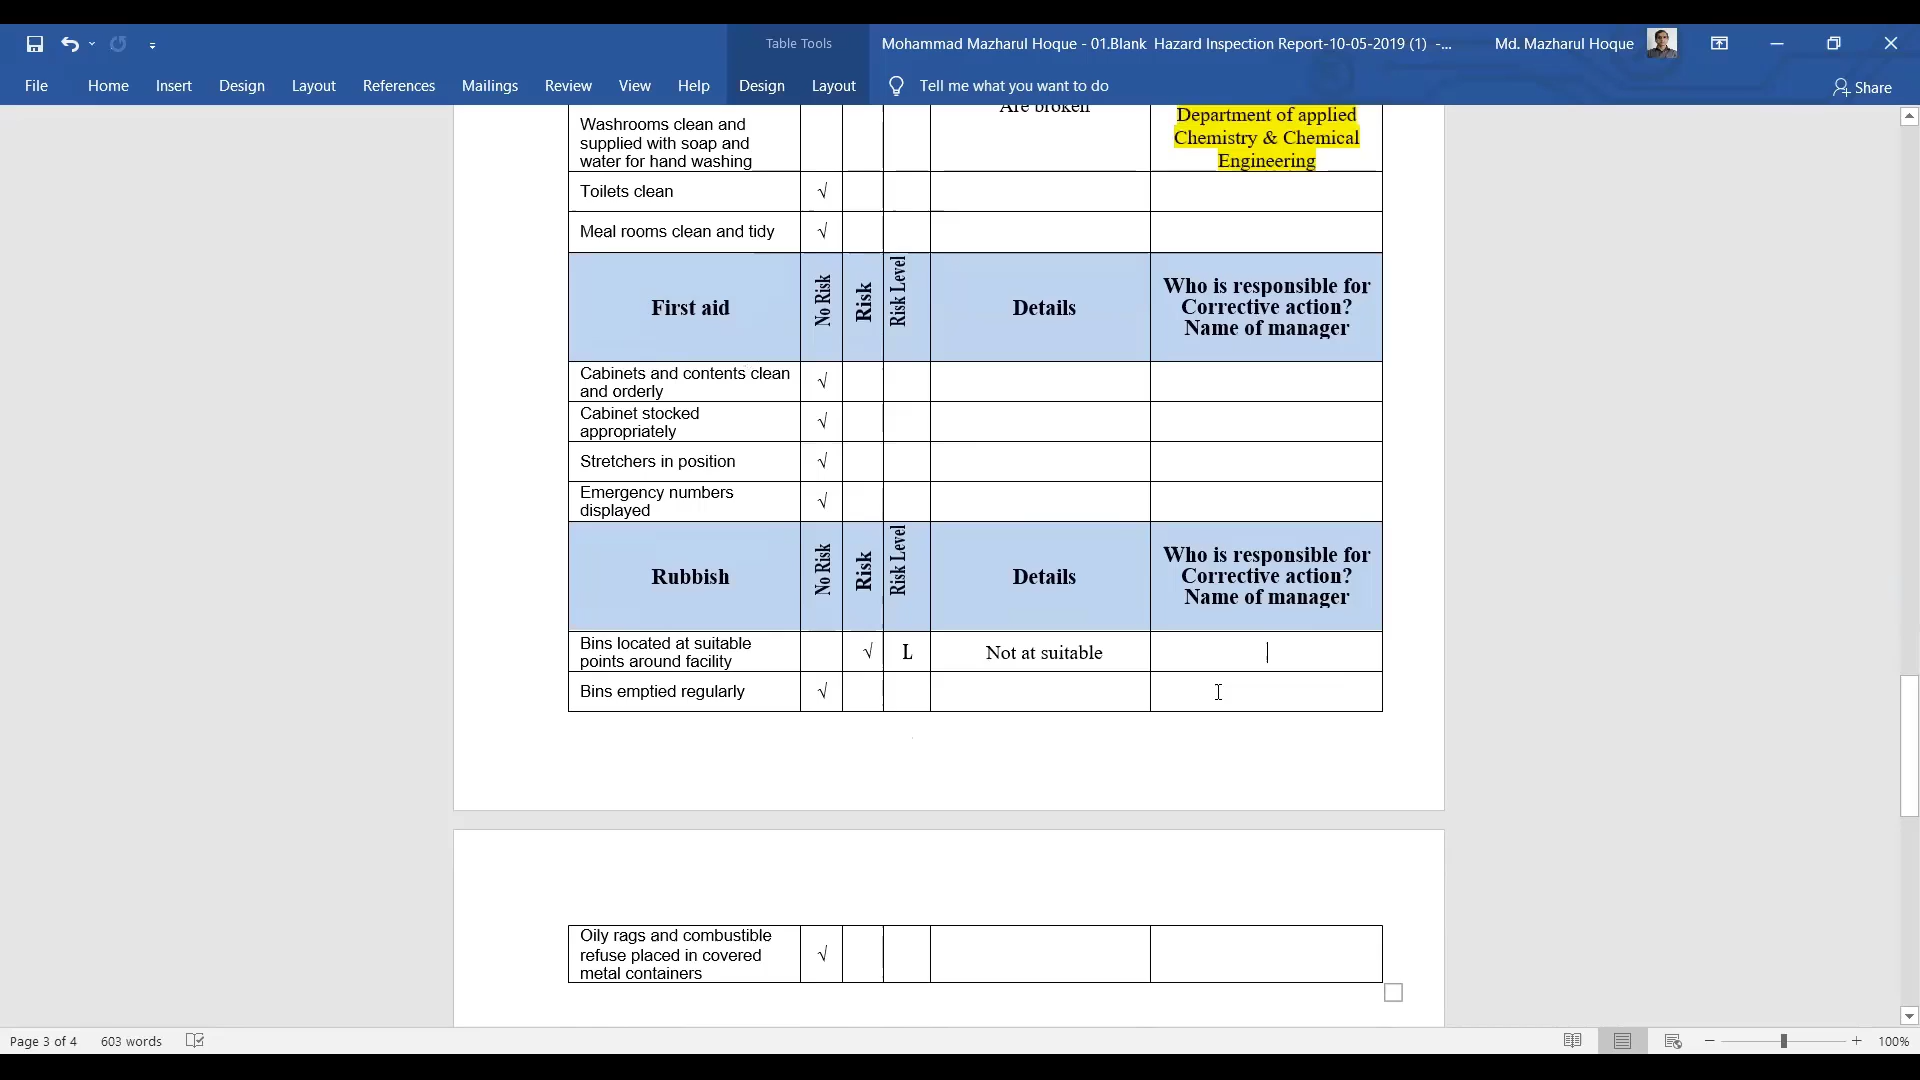 Table Tools
Mohammad Mazharul Hoque - 01.Blank  Hazard Inspection Report-10-05-2019 (1)  -...
Md. Mazharul Hoque
File
Home
Insert
Design
Layout
References
Mailings
Review
View
Help
Design
Layout
Tell me what you want to do
Share
Are broken
Washrooms clean and
supplied with soap and
water for hand washing
Department of applied
Chemistry & Chemical
Engineering
Toilets clean
√
Meal rooms clean and tidy
√
First aid
No Risk
Risk
Risk Level
Details
Who is responsible for
Corrective action?
Name of manager
Cabinets and contents clean
and orderly
√
Cabinet stocked
appropriately
√
Stretchers in position
√
Emergency numbers
displayed
√
Rubbish
No Risk
Risk
Risk Level
Details
Who is responsible for
Corrective action?
Name of manager
Bins located at suitable
points around facility
√
L
Not at suitable
Bins emptied regularly
√
Oily rags and combustible
refuse placed in covered
metal containers
√
Page 3 of 4
603 words
100%